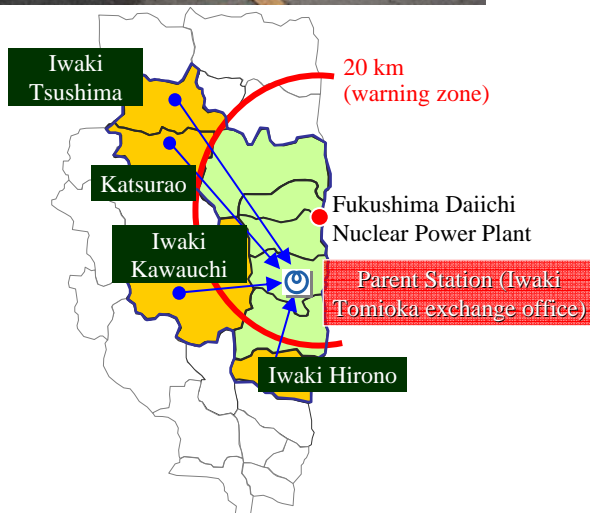 Iwaki
Tsushima
20 km
(warning zone)
Katsurao
Fukushima Daiichi
Nuclear Power Plant
Iwaki
Kawauchi
Parent Station (Iwaki
Tomioka exchange office)
Iwaki Hirono